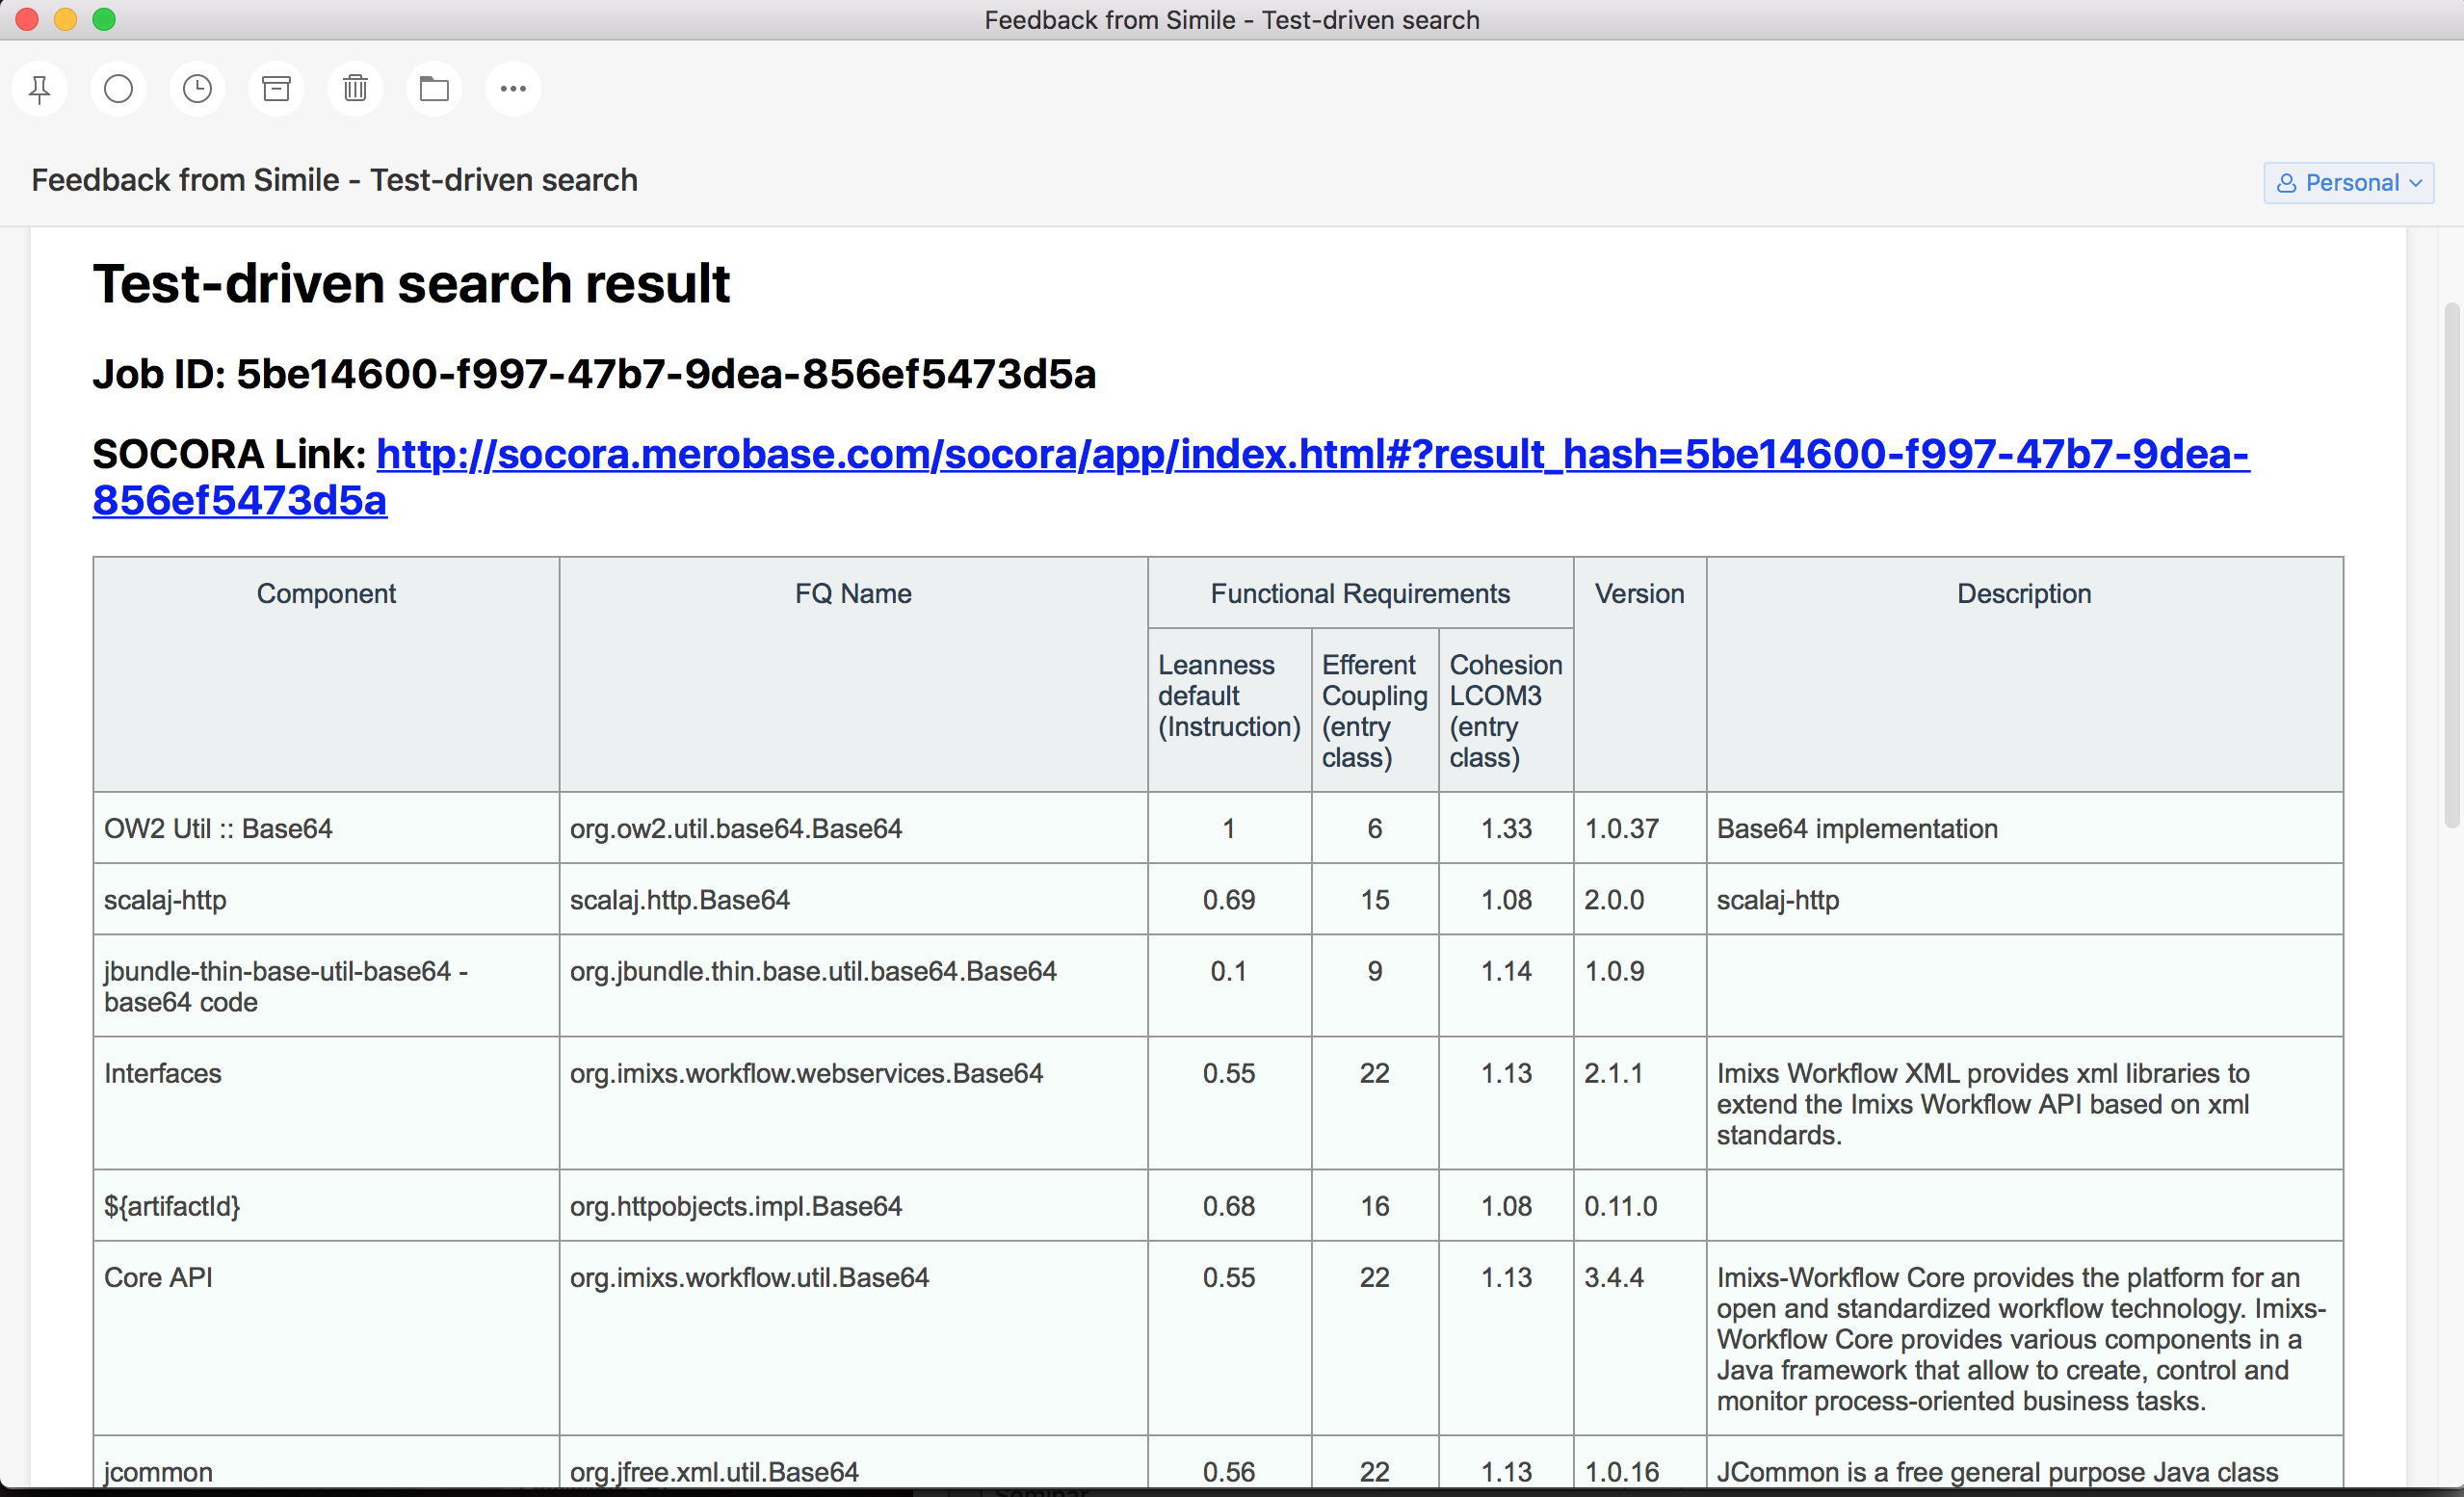 Feedback from Simile - Test-driven search
Feedback from Simile - Test-driven search
Personal
Test-driven search result
Job ID: 5be14600-f997-47b7-9dea-856ef5473d5a
SOCORA Link: http://socora.merobase.com/socora/app/index.html#?result_hash=5be14600-f997-47b7-9dea-
856ef5473d5a
Component FQ Name Functional Requirements Version Description
Leanness Efferent Cohesion
default Coupling LCOM3
(Instruction) (entry (entry
class) class)
OW2 Util :: Base64 org.ow2.util.base64.Base64 1 6 1.33 1.0.37 Base64 implementation
scalaj-http scalaj.http.Base64 0.69 15 1.08 2.0.0 scalaj-http
jbundle-thin-base-util-base64 - org.jbundle.thin.base.util.base64.Base64 0.1 9 1.14 1.0.9
base64 code
Interfaces org.imixs.workflow.webservices.Base64 0.55 22 1.13 2.1.1 Imixs Workflow XML provides xml libraries to
extend the Imixs Workflow API based on xml
standards.
${artifactId} org.httpobjects.impl.Base64 0.68 16 1.08 0.11.0
Core API org.imixs.workflow.util.Base64 0.55 22 1.13 3.4.4 Imixs-Workflow Core provides the platform for an
open and standardized workflow technology. Imixs-
Workflow Core provides various components in a
Java framework that allow to create, control and
monitor process-oriented business tasks.
jcommon org.jfree.xml.util.Base64 0.56 22 1.13 1.0.16 JCommon is a free general purpose Java class